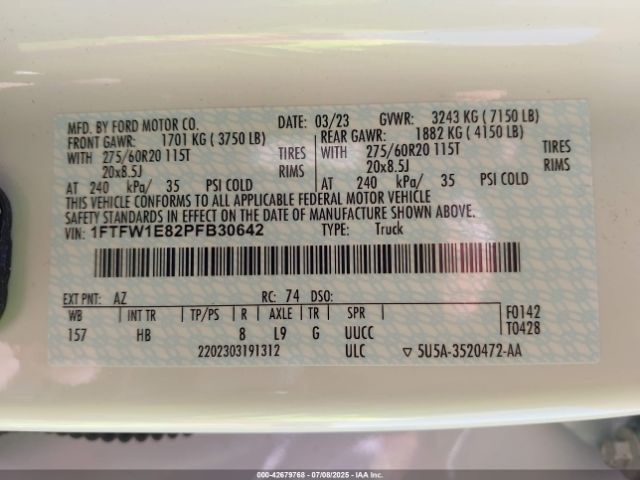 MFD. BY FORD MOTOR CO. DATE: 03/23 GVWR: 3243 KG ( 7150 LB)
FRONT GAWR: 1701 KG ( 3750 LB) REAR GAWR: 1882 KG ( 4150 LB)
WITH 275/60R20 115T TIRES WITH 275/60R20 115T TIRES
20x8.5J RIMS 20x8.5J RIMS
AT 240 kPa/ 35 PSI COLD AT 240 kPa/ 35 PSI COLD
THIS VEHICLE CONFORMS TO ALL APPLICABLE FEDERAL MOTOR VEHICLE
SAFETY STANDARDS IN EFFECT ON THE DATE OF MANUFACTURE SHOWN ABOVE.
VIN: 1FTFW1E82PFB30642 TYPE: Truck
EXT PNT: AZ RC: 74 DSO:
WB INT TR TP/PS R AXLE TR SPR F0142
157 HB 8 L9 G UUCC T0428
2202303191312 ULC ▽ 5U5A-3520472-AA
000-42679768 - 07/08/2025 - IAAI.COM